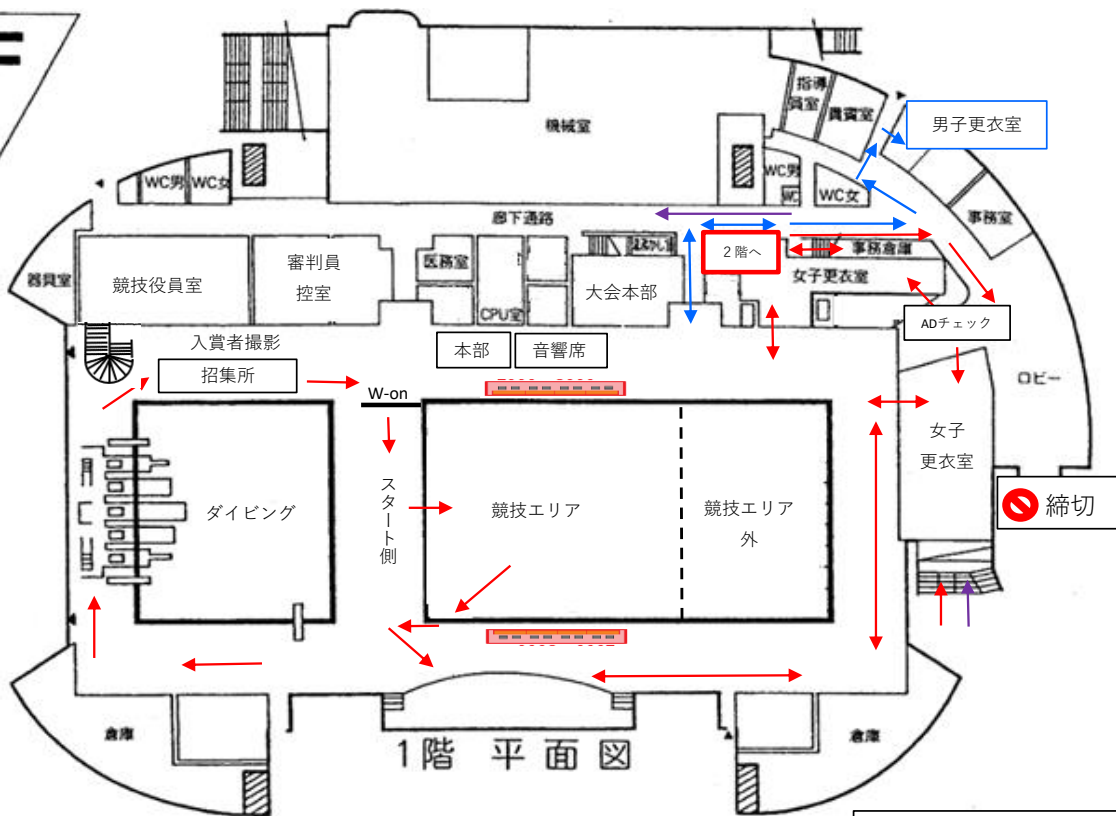 指導
員室
貴賓室
男子更衣室
機械室
WC男
WC女
WC男
WC
WC女
事務室
廊下通路
2階へ
事務倉庫
器具室
競技役員室
審判員
控室
医務室
CPU室
大会本部
女子更衣室
ADチェック
入賞者撮影
招集所
本部
音響席
ロビー
W-on
女子
更衣室
ダイビング
スタート側
競技エリア
競技エリア
外
締切
倉庫
倉庫
1階 平面図